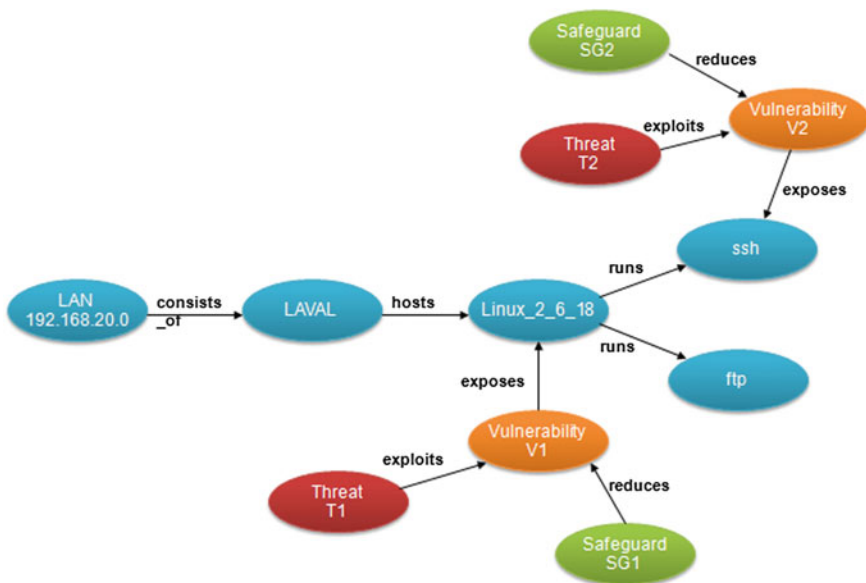 Safeguard
SG2
reduces
Vulnerability
V2
exploits
Threat
T2
exposes
ssh
runs
LAN
192.168.20.0
consists
_of
LAVAL
hosts
Linux_2_6_18
runs
ftp
exposes
Vulnerability
V1
exploits
Threat
T1
reduces
Safeguard
SG1